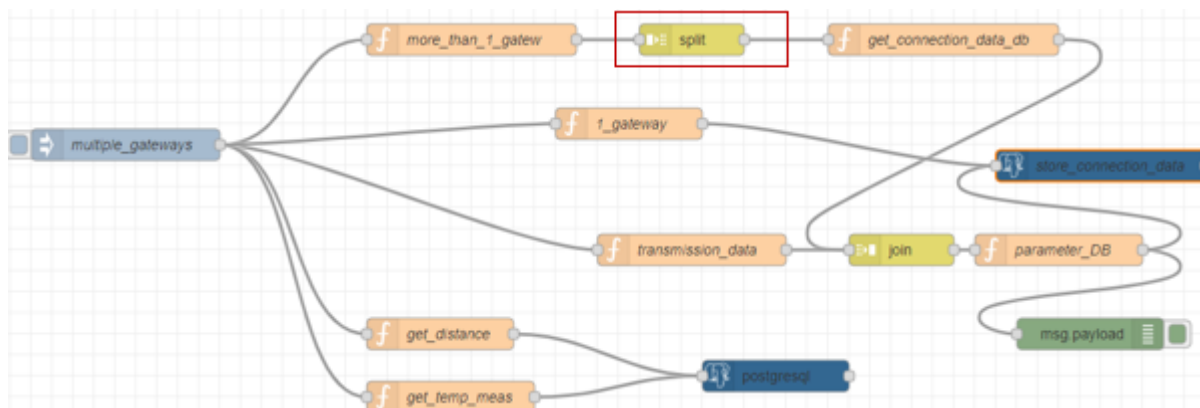 more_than_1_gatew
split
get_connection_data_db
1_gateway
multiple_gateways
store_connection_data
transmission_data
join
parameter_DB
get_distance
msg.payload
postgresql
get_temp_meas